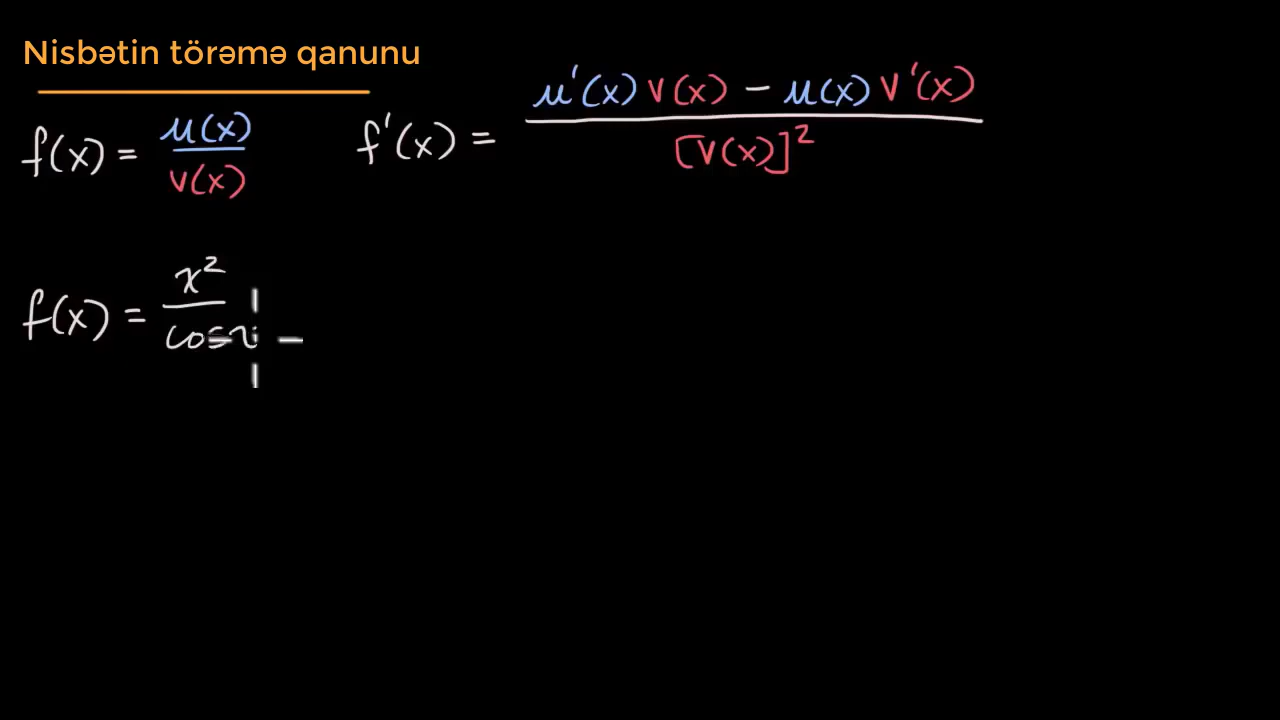 Nisbətin törəmə qanunu
f(x) = u(x) / v(x)
f'(x) = u'(x) v(x) − u(x) v'(x) / [v(x)]²
f(x) = x² / cos x